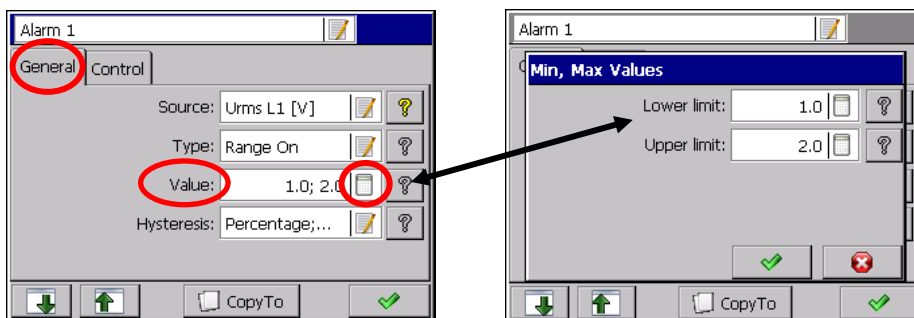 Alarm 1
General Control
Source: Urms L1 [V]
Type: Range On
Value: 1.0; 2.0
Hysteresis: Percentage;...
CopyTo
Alarm 1
Min, Max Values
Lower limit: 1.0
Upper limit: 2.0
CopyTo